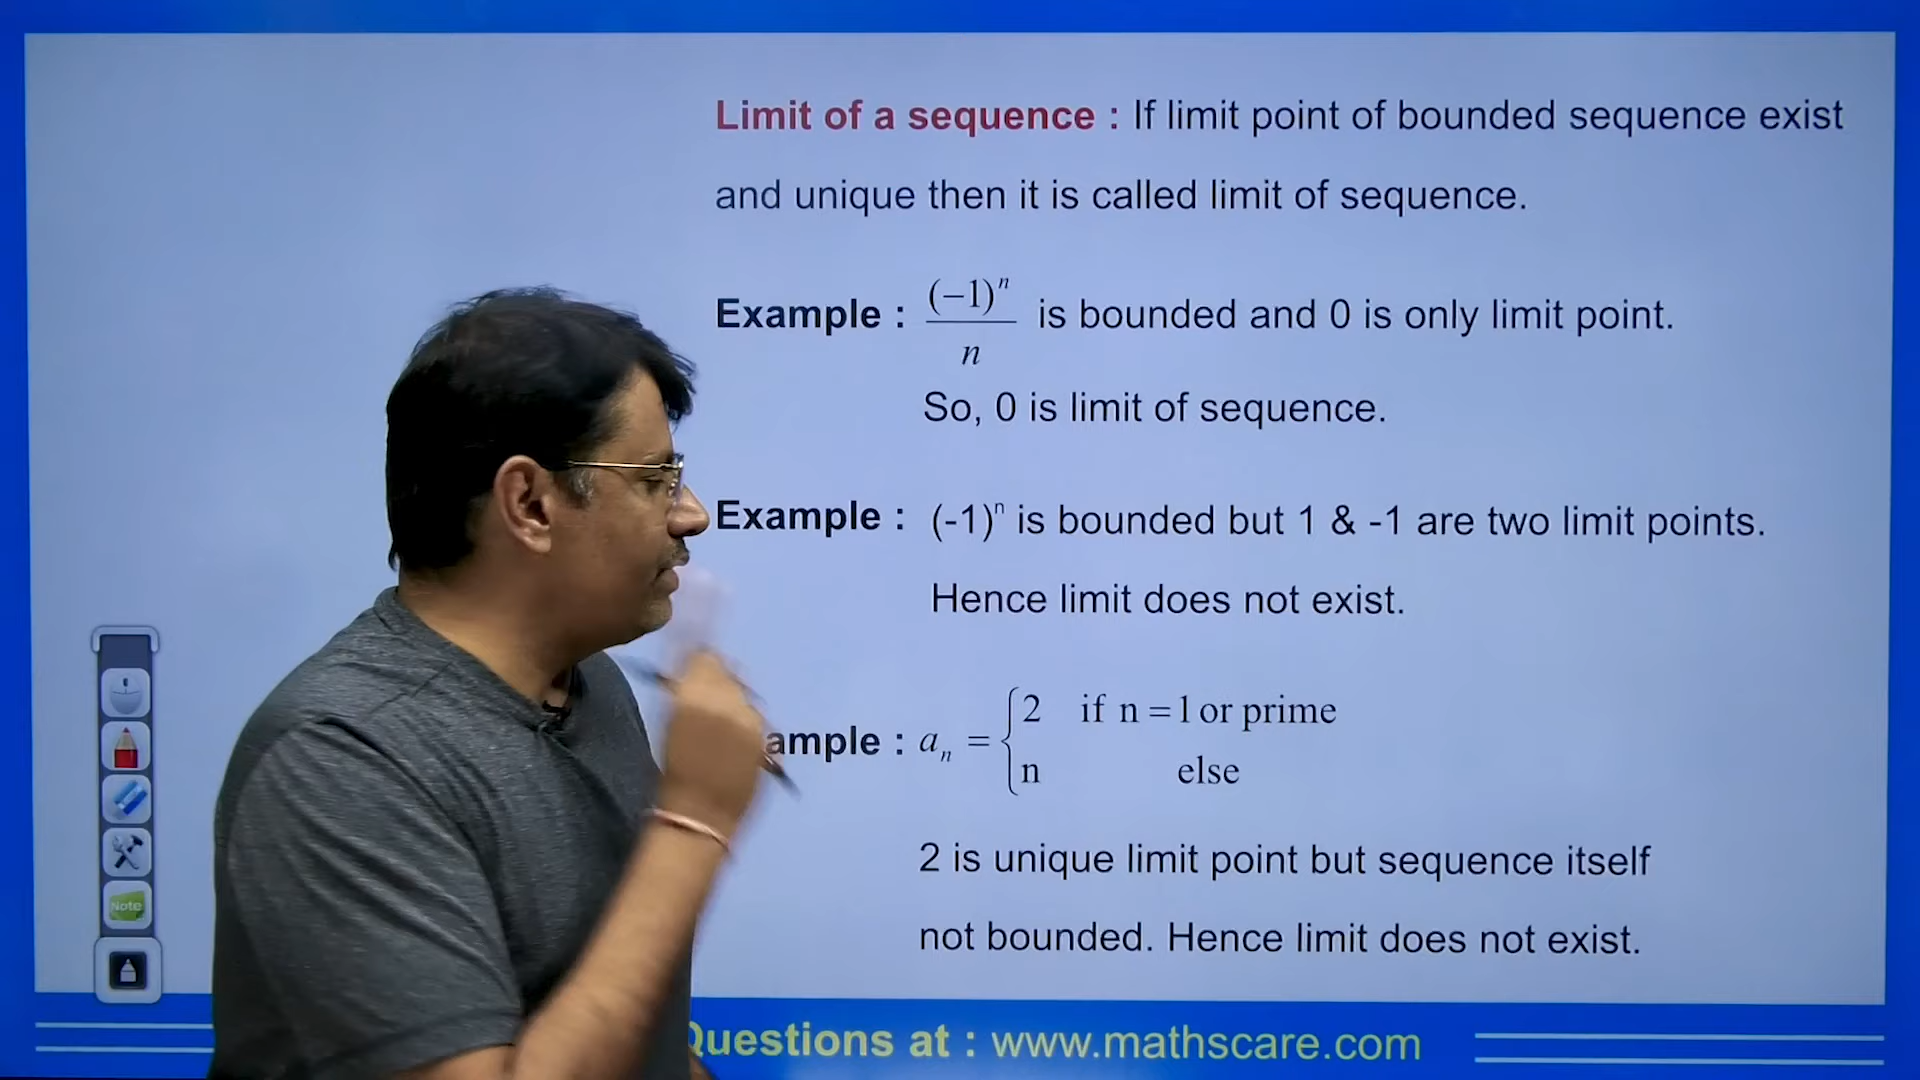 Limit of a sequence : If limit point of bounded sequence exist
and unique then it is called limit of sequence.
Example : (−1)ⁿ/n is bounded and 0 is only limit point.
So, 0 is limit of sequence.
Example : (-1)ⁿ is bounded but 1 & -1 are two limit points.
Hence limit does not exist.
ample : aₙ = { 2 if n = 1 or prime
n else
2 is unique limit point but sequence itself
not bounded. Hence limit does not exist.
Note
Questions at : www.mathscare.com